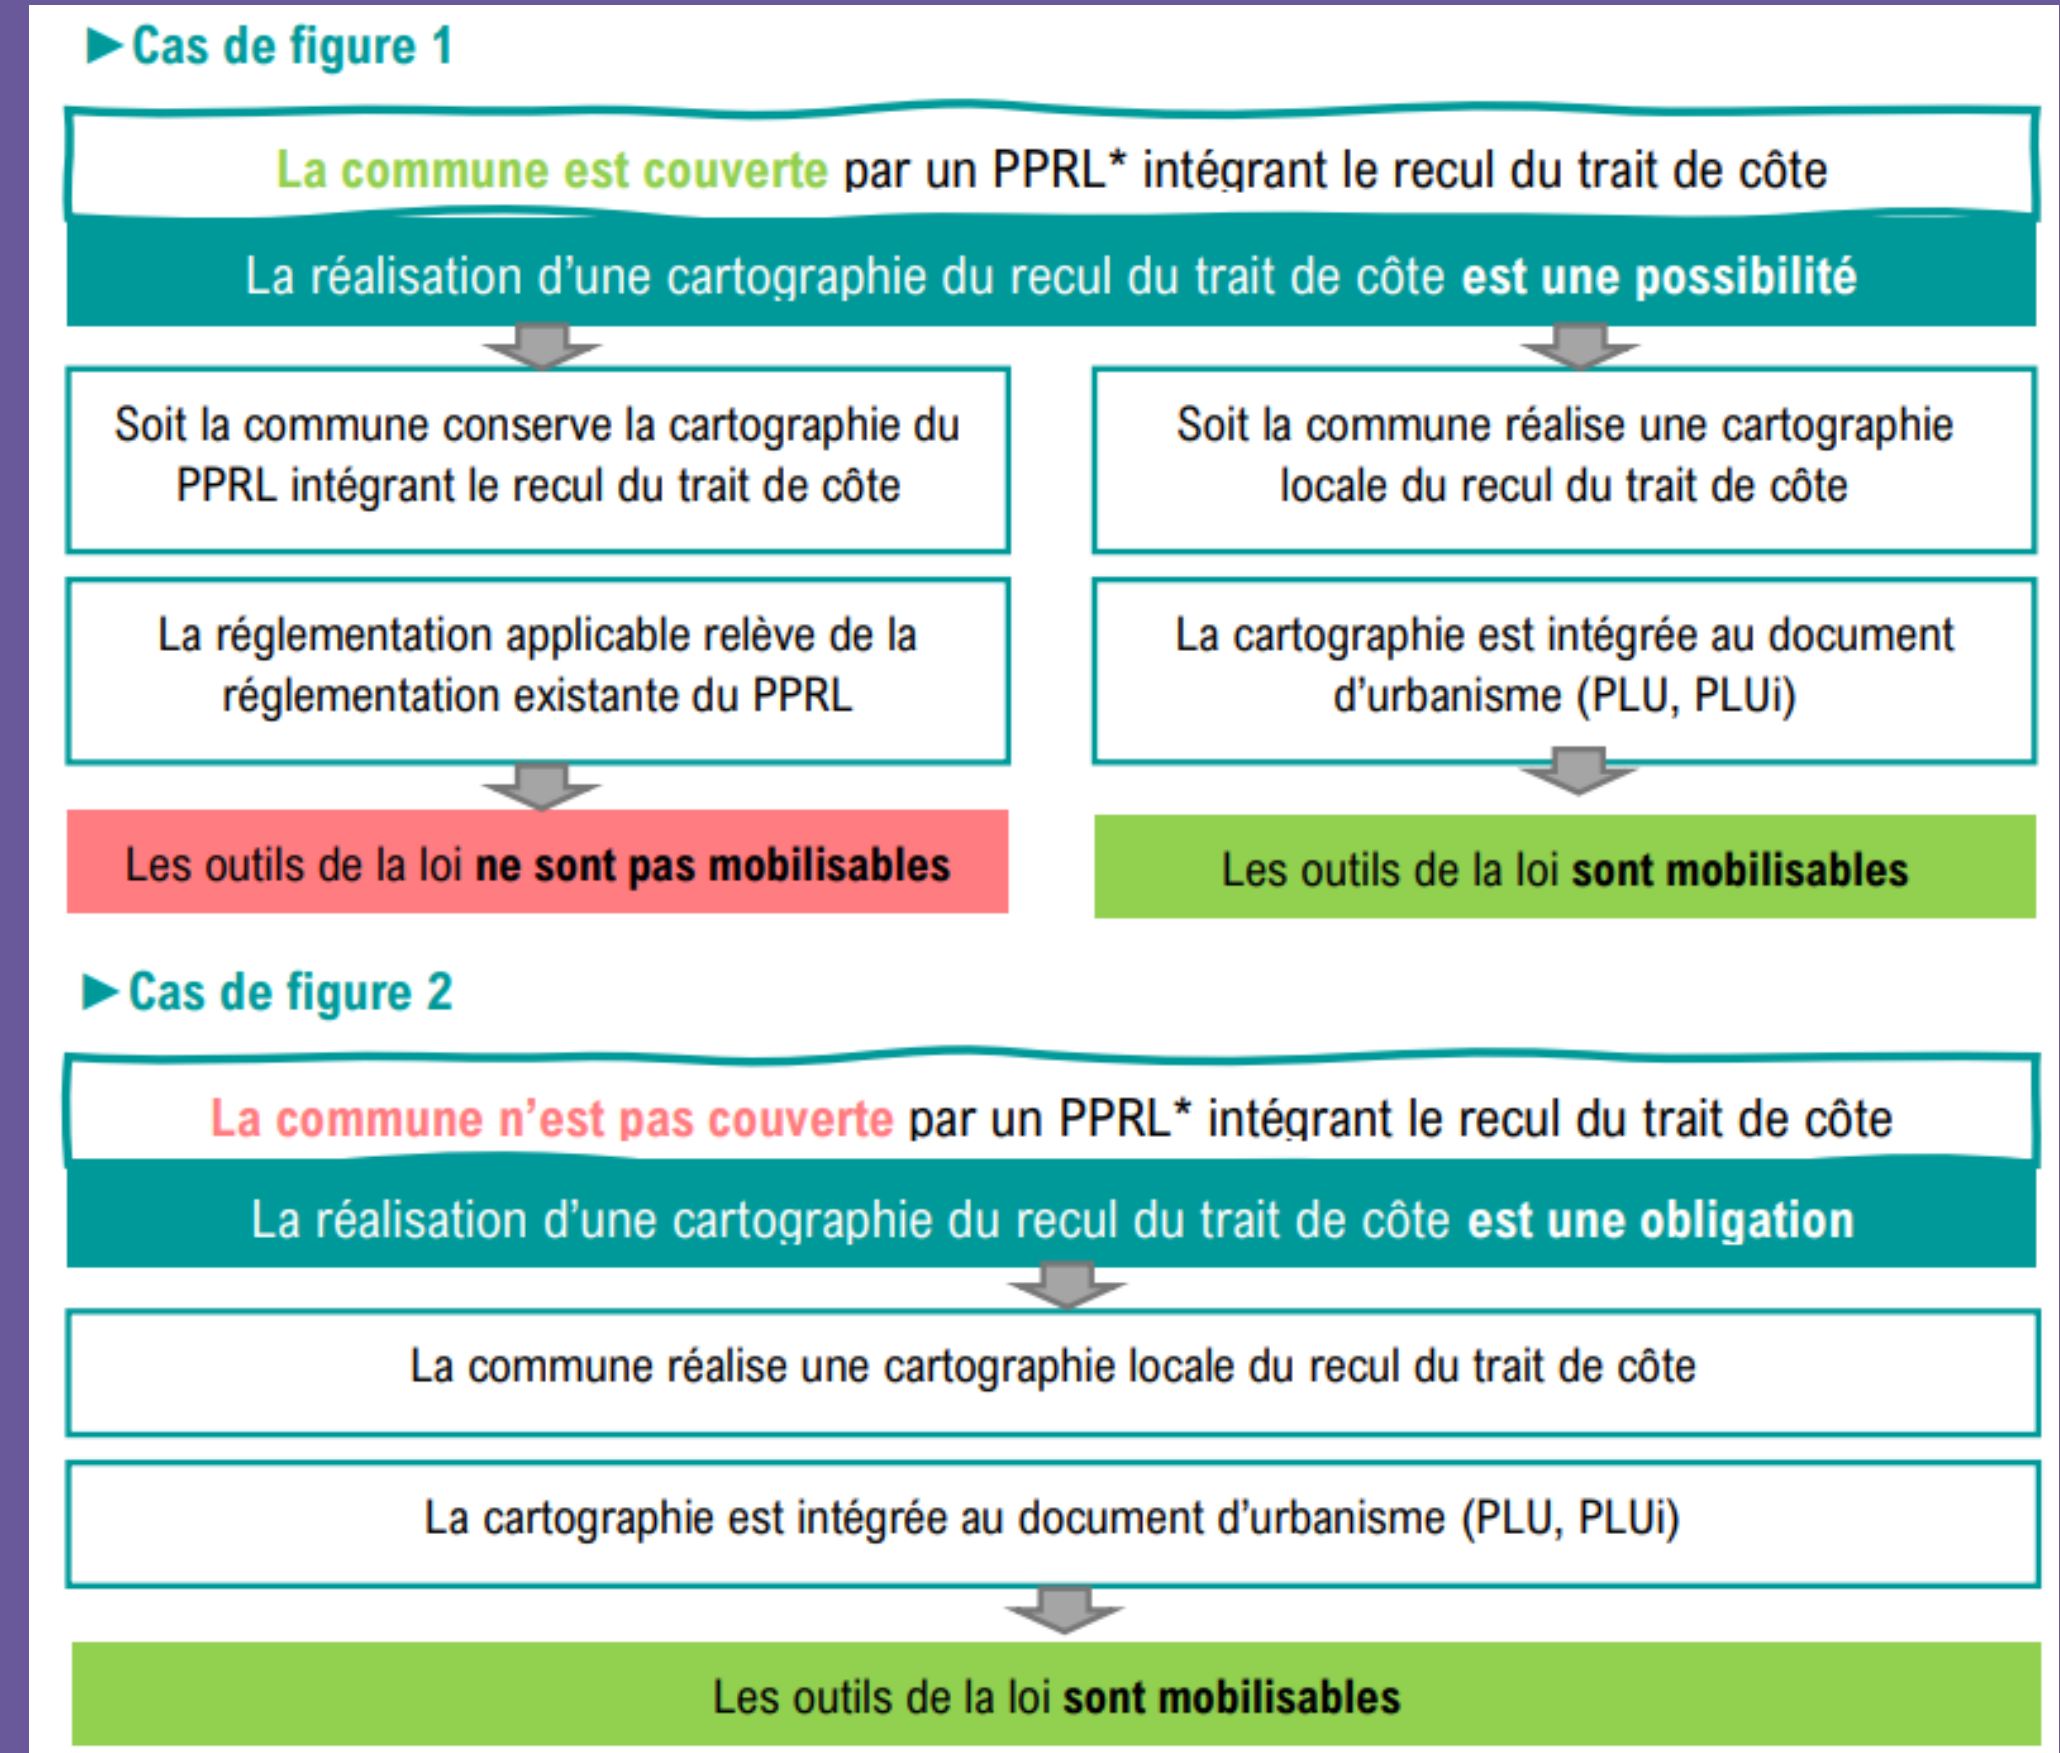 ►Cas de figure 1
La commune est couverte par un PPRL* intégrant le recul du trait de côte
La réalisation d’une cartographie du recul du trait de côte est une possibilité
Soit la commune conserve la cartographie du
PPRL intégrant le recul du trait de côte
Soit la commune réalise une cartographie
locale du recul du trait de côte
La réglementation applicable relève de la
réglementation existante du PPRL
La cartographie est intégrée au document
d'urbanisme (PLU, PLUi)
Les outils de la loi ne sont pas mobilisables
Les outils de la loi sont mobilisables
►Cas de figure 2
La commune n’est pas couverte par un PPRL* intégrant le recul du trait de côte
La réalisation d’une cartographie du recul du trait de côte est une obligation
La commune réalise une cartographie locale du recul du trait de côte
La cartographie est intégrée au document d’urbanisme (PLU, PLUi)
Les outils de la loi sont mobilisables